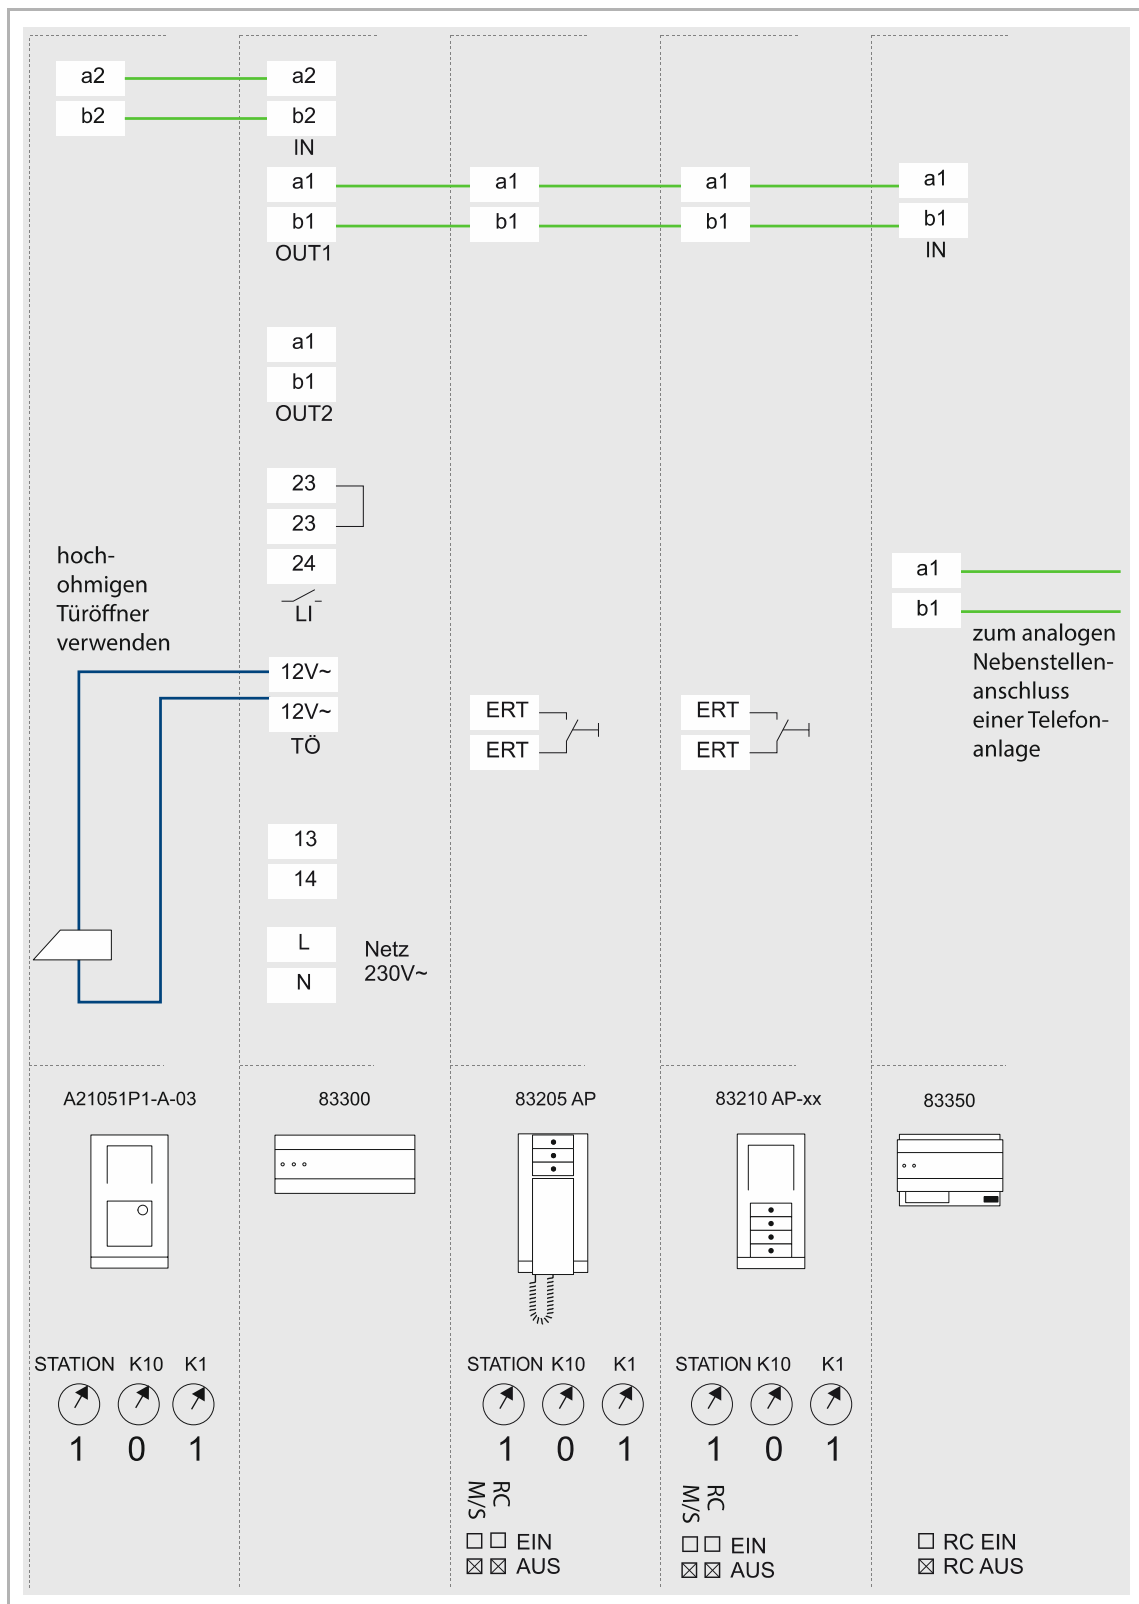 a2
b2
hoch-
ohmigen
Türöffner
verwenden
A21051P1-A-03
STATION K10 K1
1 0 1
a2
b2
IN
a1
b1
OUT1
a1
b1
OUT2
23
23
24
LI
12V~
12V~
TÖ
13
14
L
N
Netz
230V~
83300
a1
b1
ERT
ERT
83205 AP
STATION K10 K1
1 0 1
M/S RC
EIN
AUS
a1
b1
ERT
ERT
83210 AP-xx
STATION K10 K1
1 0 1
M/S RC
EIN
AUS
a1
b1
IN
a1
b1
zum analogen
Nebenstellen-
anschluss
einer Telefon-
anlage
83350
RC EIN
RC AUS